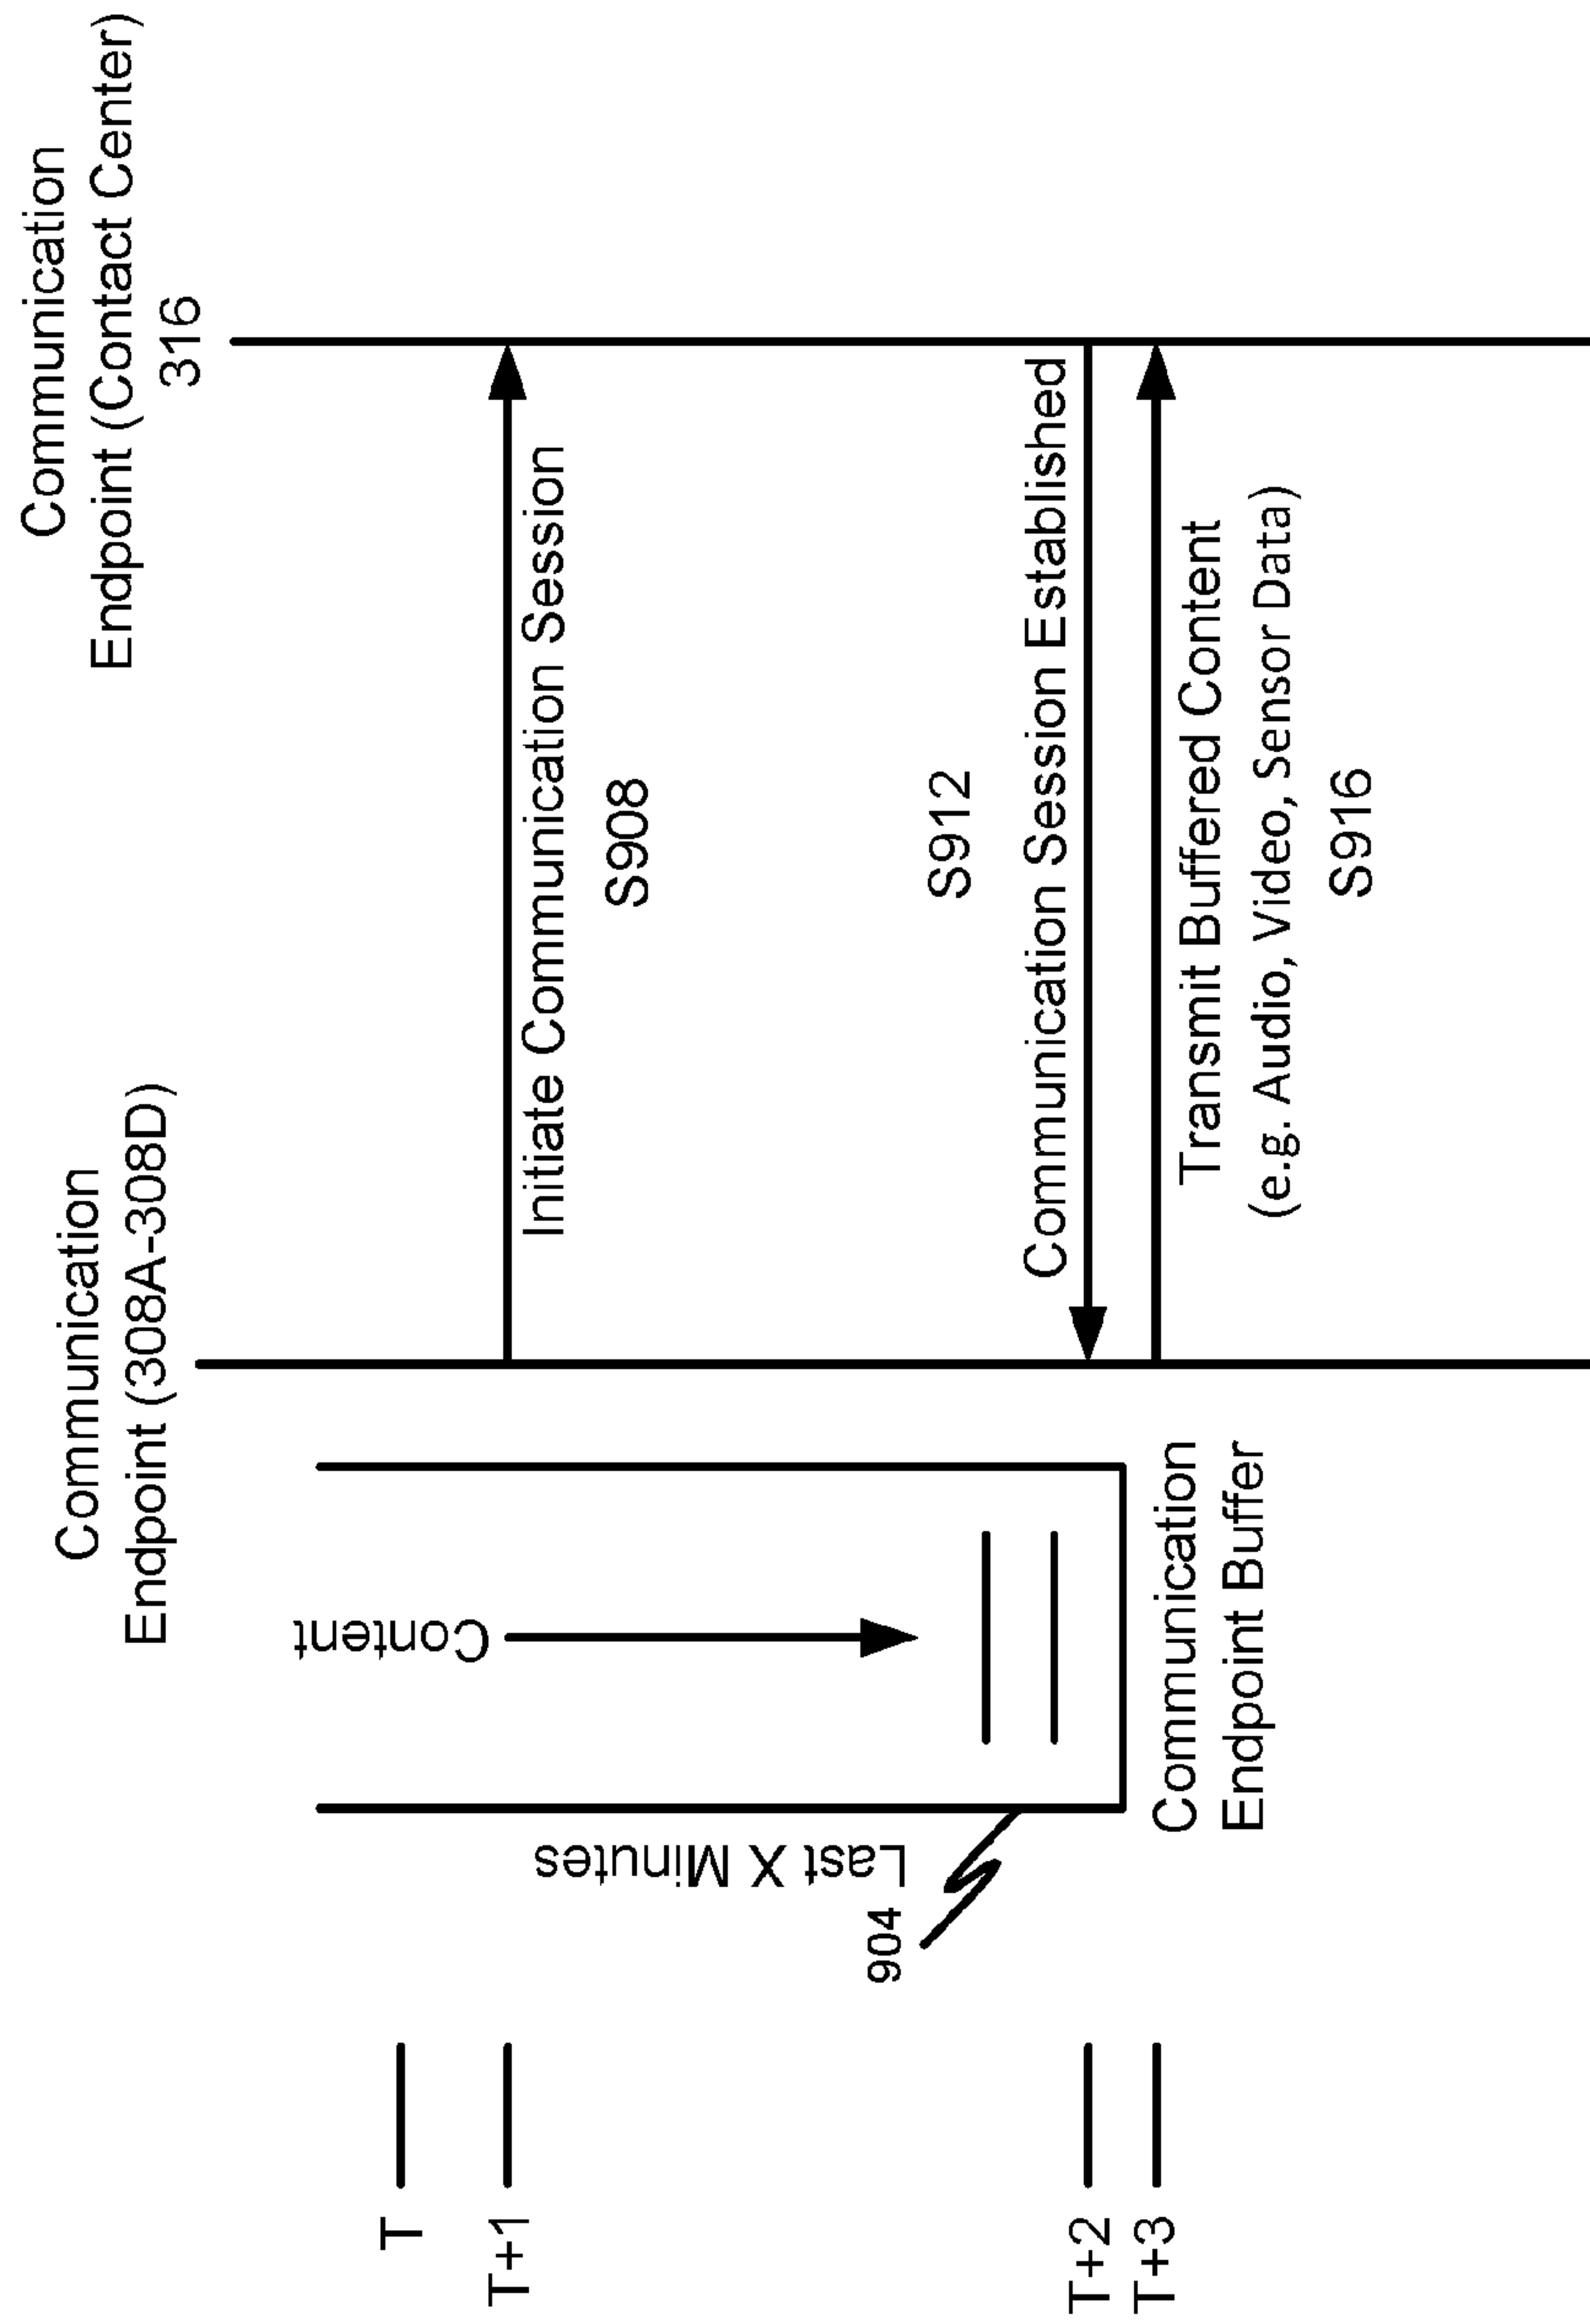 Communication
Endpoint (308A-308D)
Communication
Endpoint (Contact Center)
316
T
T+1
T+2
T+3
Content
Last X Minutes
904
Communication
Endpoint Buffer
Initiate Communication Session
S908
S912
Communication Session Established
Transmit Buffered Content
(e.g. Audio, Video, Sensor Data)
S916